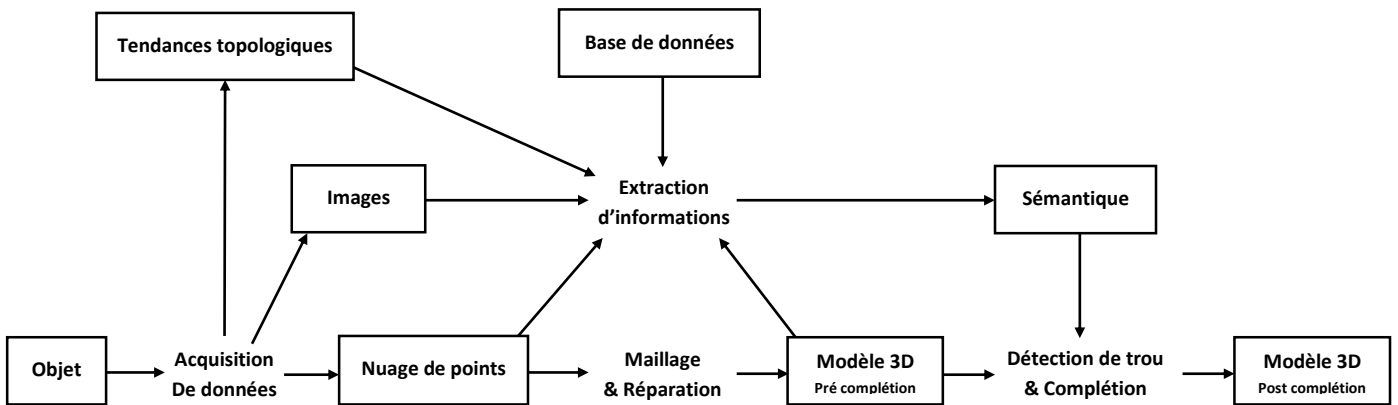 Tendances topologiques
Base de données
Images
Extraction
d’informations
Sémantique
Objet
Acquisition
De données
Nuage de points
Maillage
& Réparation
Modèle 3D
Pré complétion
Détection de trou
& Complétion
Modèle 3D
Post complétion